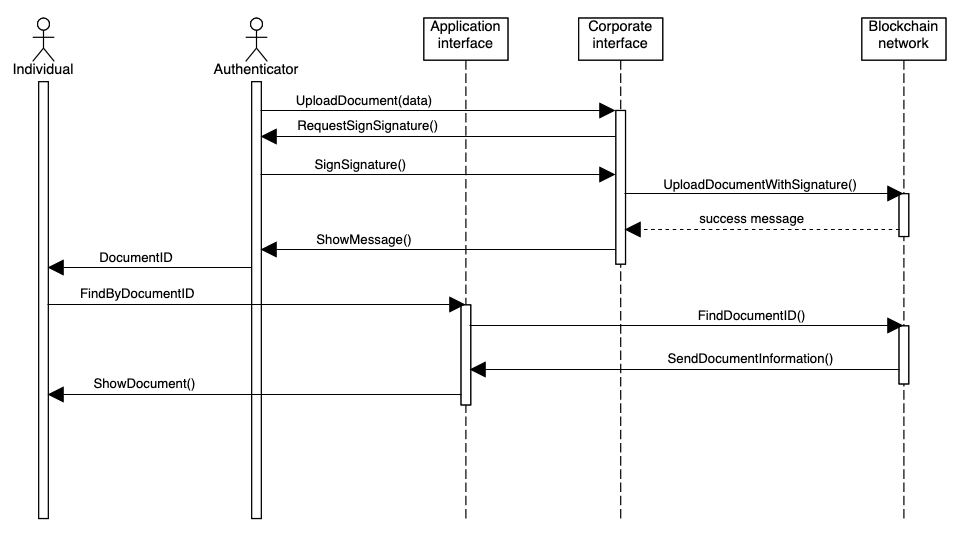 Individual
Authenticator
Application
interface
Corporate
interface
Blockchain
network
UploadDocument(data)
RequestSignSignature()
SignSignature()
UploadDocumentWithSignature()
success message
ShowMessage()
DocumentID
FindByDocumentID
FindDocumentID()
SendDocumentInformation()
ShowDocument()